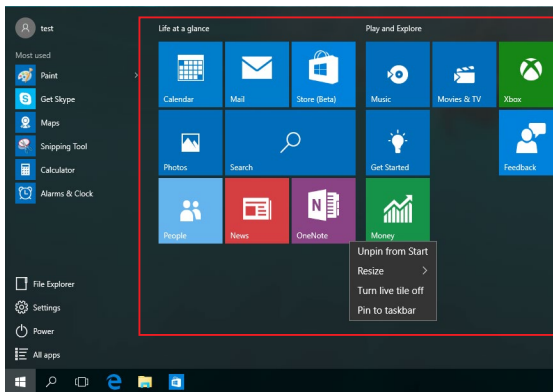 test
Most used
Paint
Get Skype
Maps
Snipping Tool
Calculator
Alarms & Clock
File Explorer
Settings
Power
All apps
Life at a glance
Calendar
Mail
Store (Beta)
Photos
Search
People
News
N
OneNote
Play and Explore
Music
Movies & TV
Xbox
Get Started
Feedback
Money
Unpin from Start
Resize
Turn live tile off
Pin to taskbar